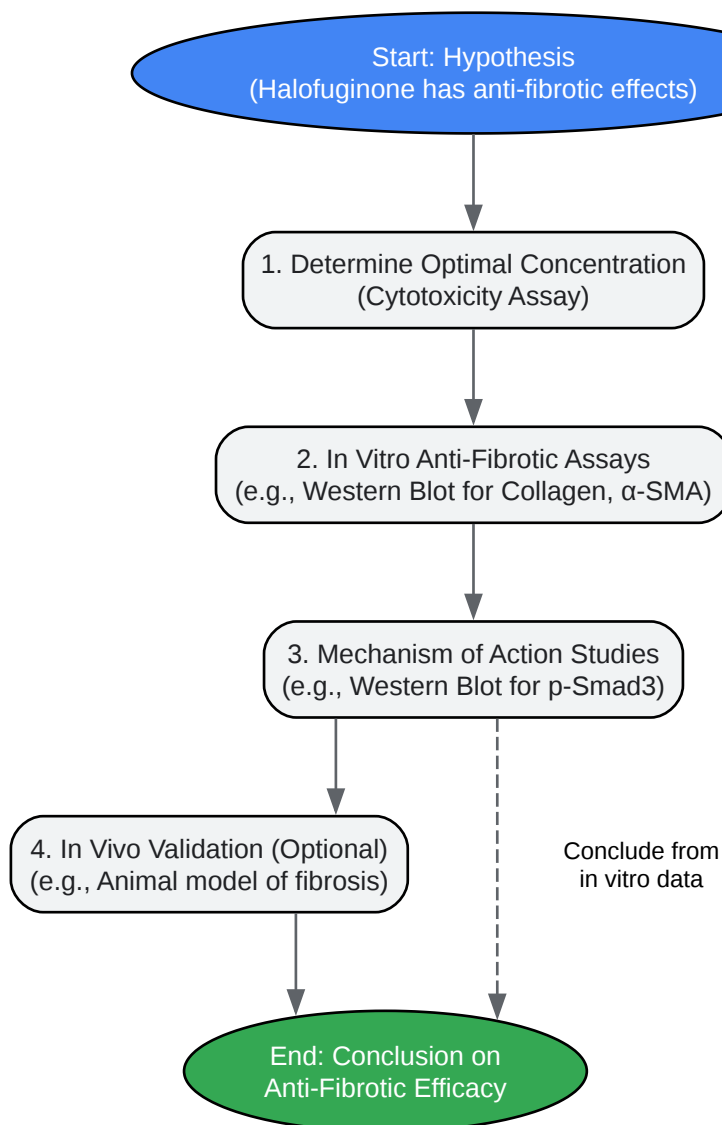 Start: Hypothesis
(Halofuginone has anti-fibrotic effects)
1. Determine Optimal Concentration
(Cytotoxicity Assay)
2. In Vitro Anti-Fibrotic Assays
(e.g., Western Blot for Collagen, α-SMA)
3. Mechanism of Action Studies
(e.g., Western Blot for p-Smad3)
4. In Vivo Validation (Optional)
(e.g., Animal model of fibrosis)
Conclude from
in vitro data
End: Conclusion on
Anti-Fibrotic Efficacy